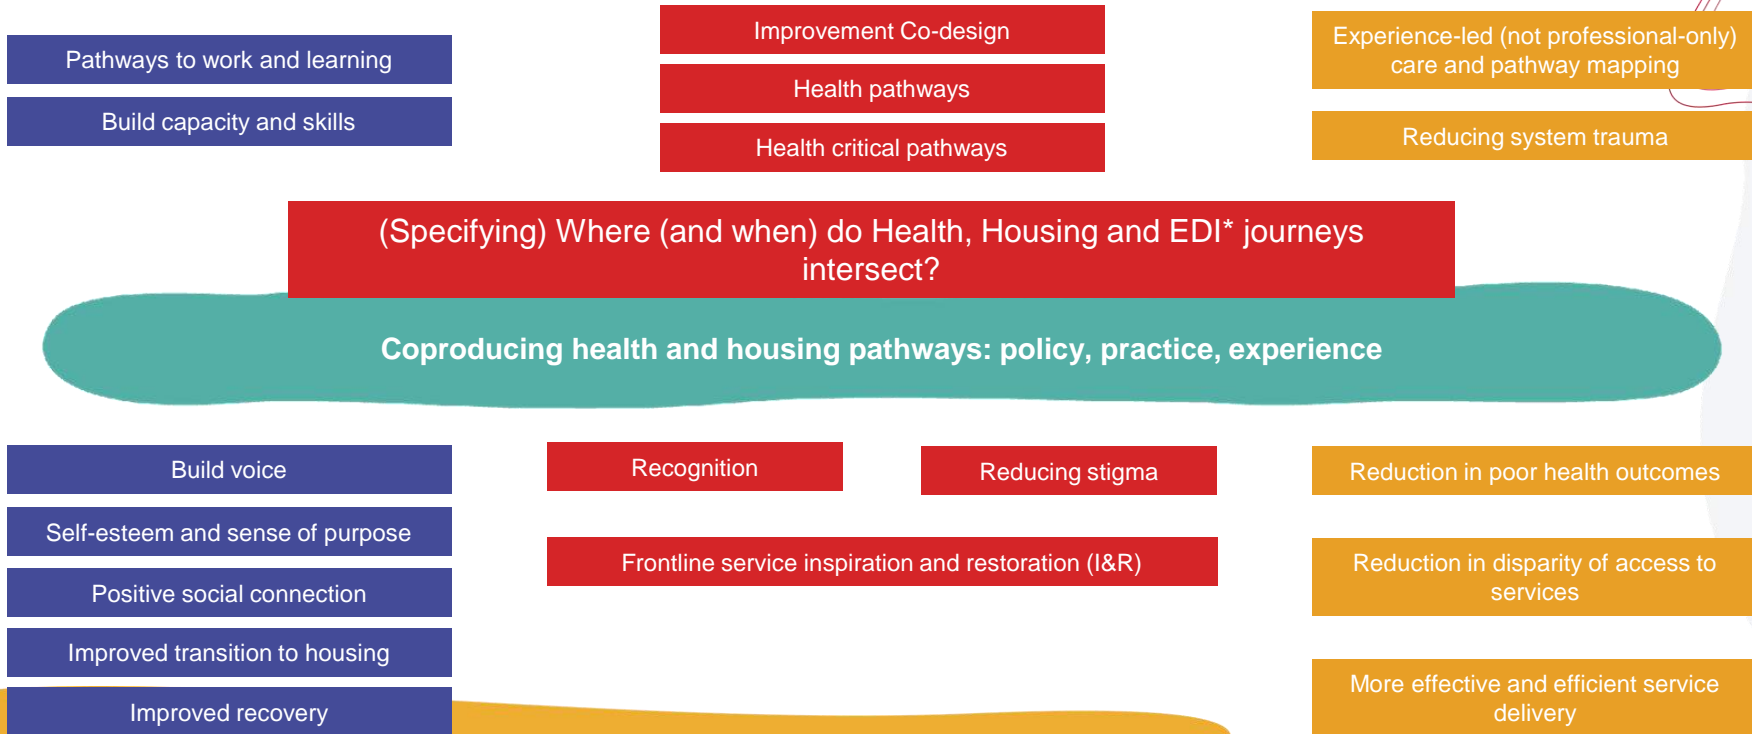 Pathways to work and learning
Build capacity and skills
Improvement Co-design
Health pathways
Health critical pathways
Experience-led (not professional-only)
care and pathway mapping
Reducing system trauma
(Specifying) Where (and when) do Health, Housing and EDI* journeys
intersect?
Coproducing health and housing pathways: policy, practice, experience
Build voice
Self-esteem and sense of purpose
Positive social connection
Improved transition to housing
Improved recovery
Recognition
Reducing stigma
Frontline service inspiration and restoration (I&R)
Reduction in poor health outcomes
Reduction in disparity of access to
services
More effective and efficient service
delivery